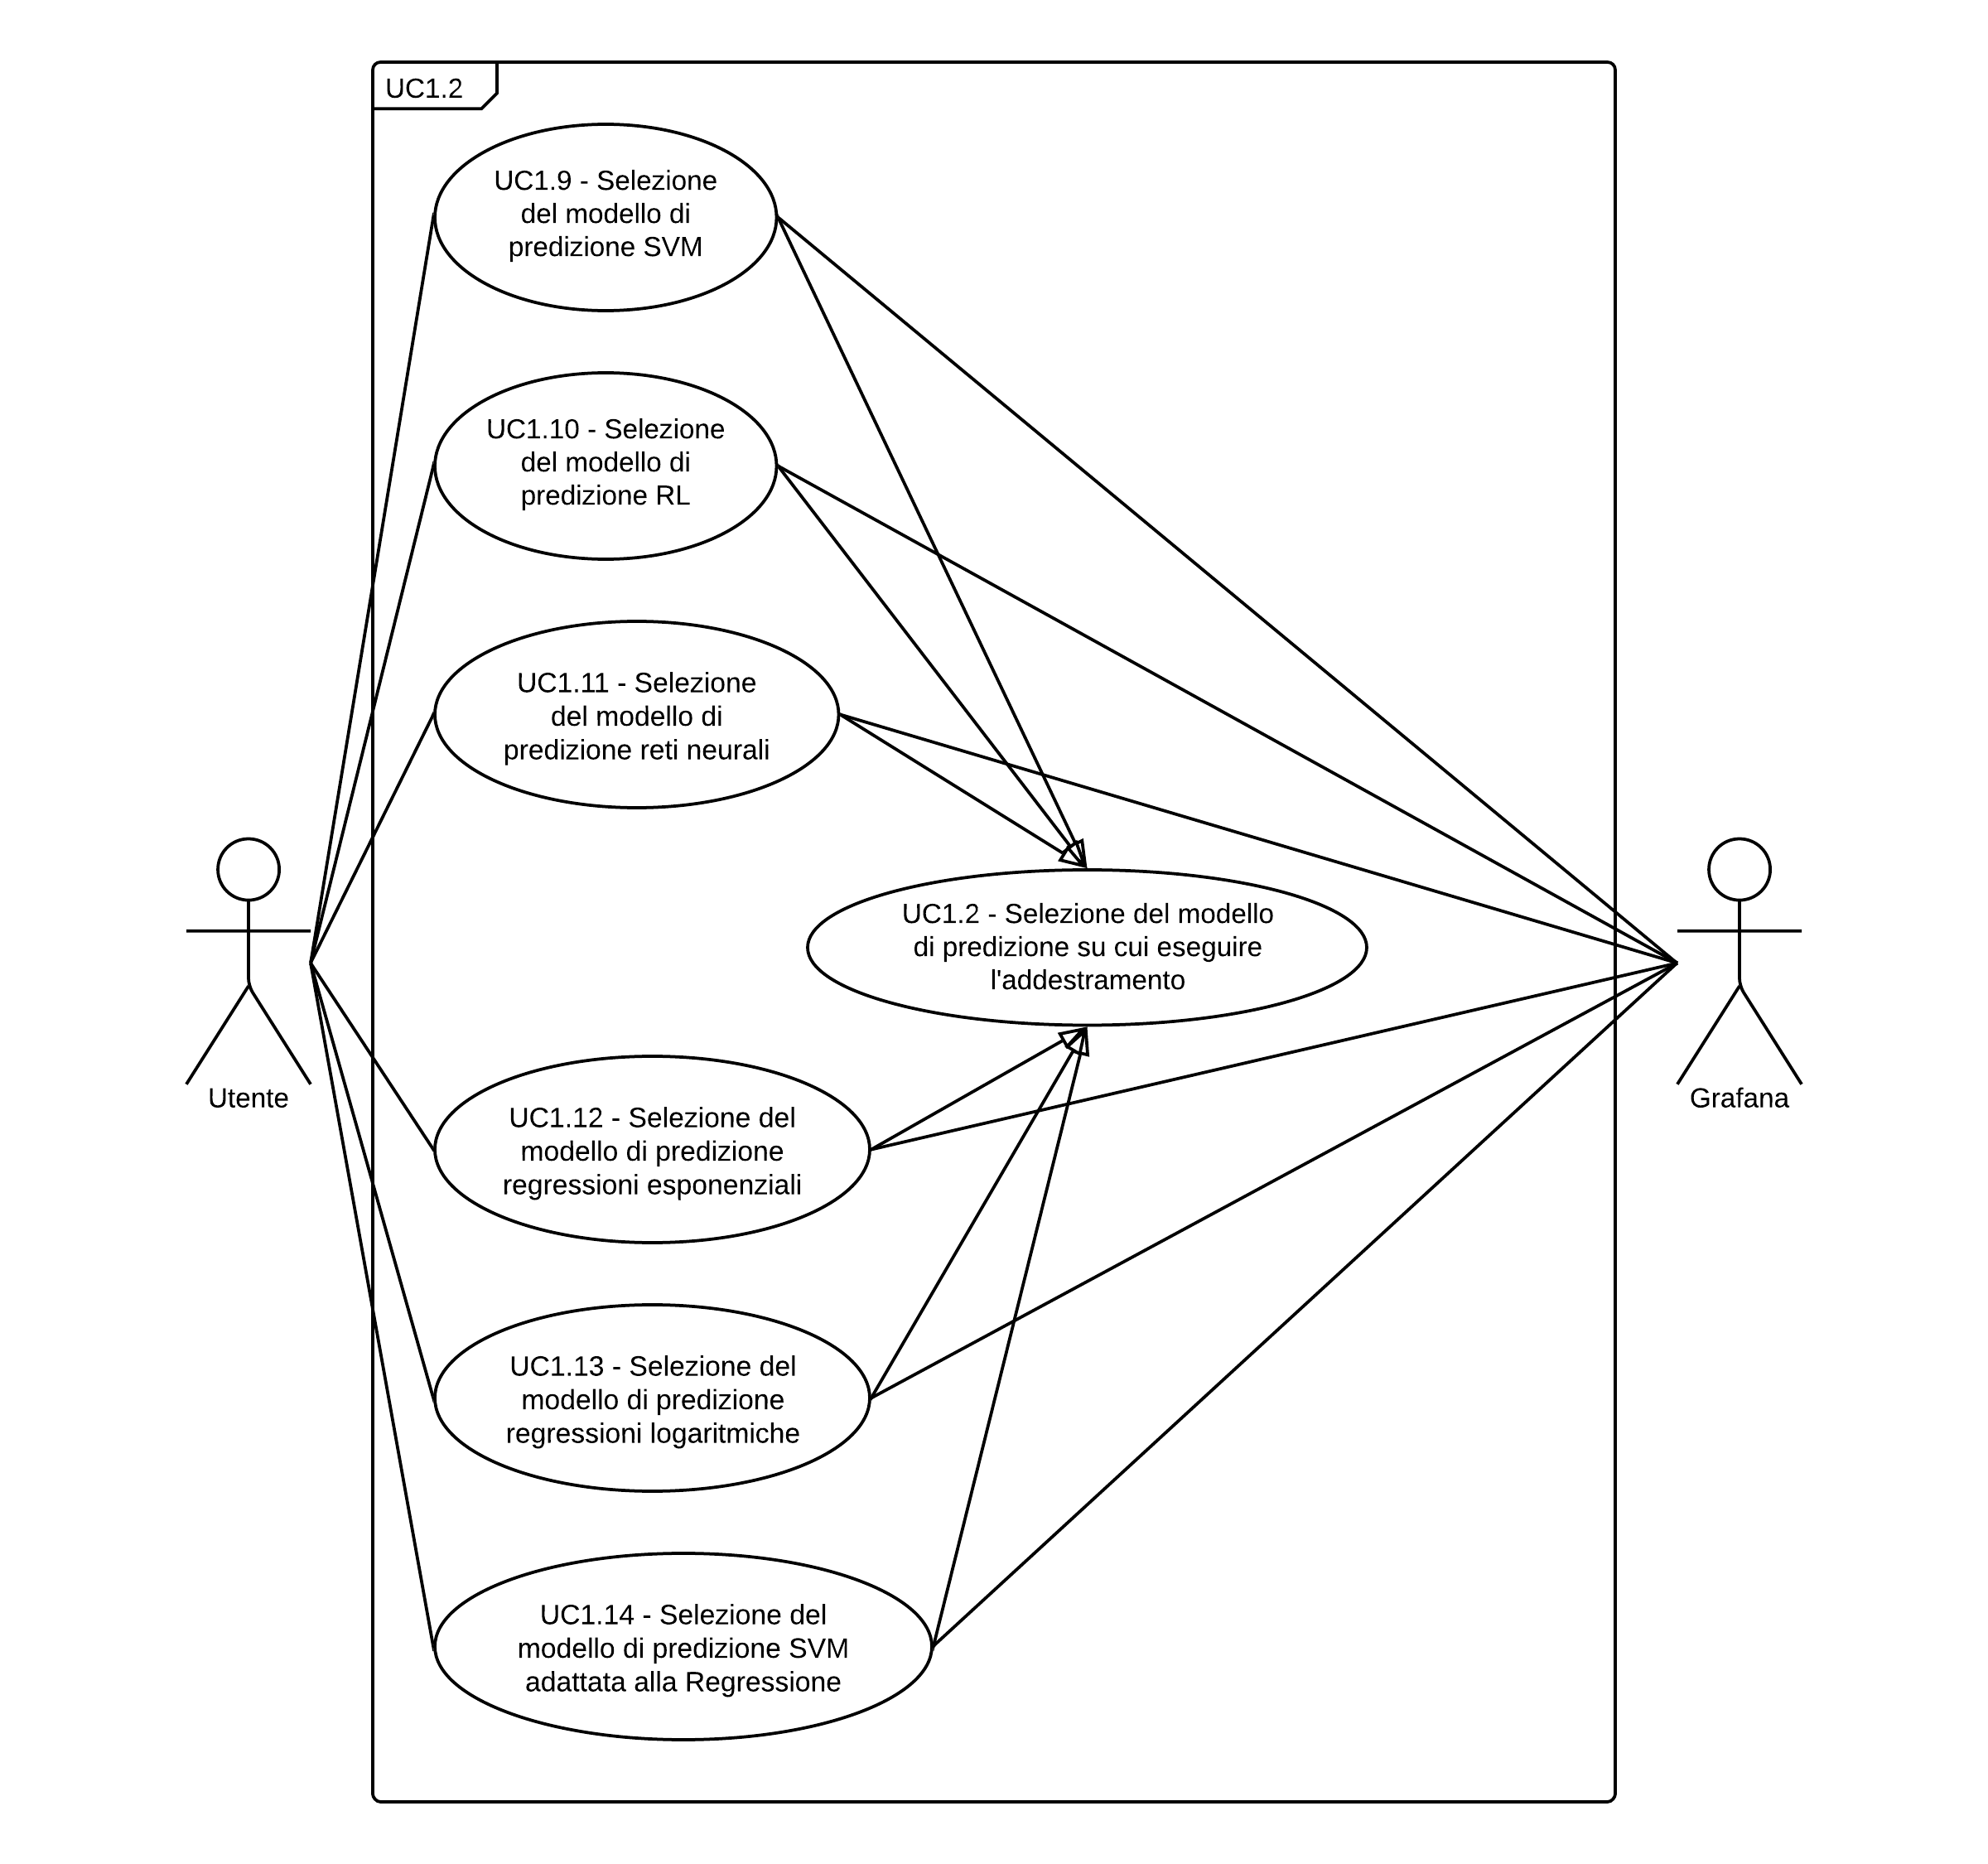 UC1.2
UC1.9 - Selezione
del modello di
predizione SVM
UC1.10 - Selezione
del modello di
predizione RL
UC1.11 - Selezione
del modello di
predizione reti neurali
UC1.2 - Selezione del modello
di predizione su cui eseguire
l'addestramento
Utente
Grafana
UC1.12 - Selezione del
modello di predizione
regressioni esponenziali
UC1.13 - Selezione del
modello di predizione
regressioni logaritmiche
UC1.14 - Selezione del
modello di predizione SVM
adattata alla Regressione